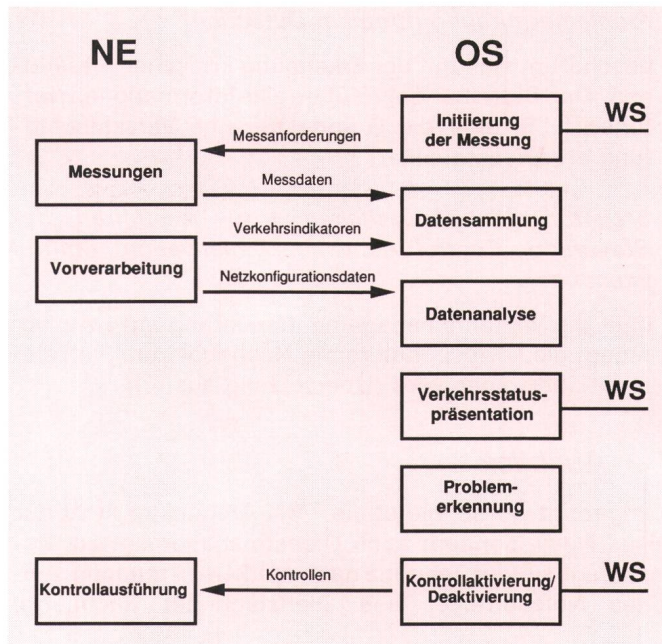 NE
OS
Initiierung
der Messung
WS
Messanforderungen
Messungen
Messdaten
Datensammlung
Verkehrsindikatoren
Vorverarbeitung
Netzkonfigurationsdaten
Datenanalyse
Verkehrsstatus-
präsentation
WS
Problem-
erkennung
Kontrollausführung
Kontrollen
Kontrollaktivierung/
Deaktivierung
WS